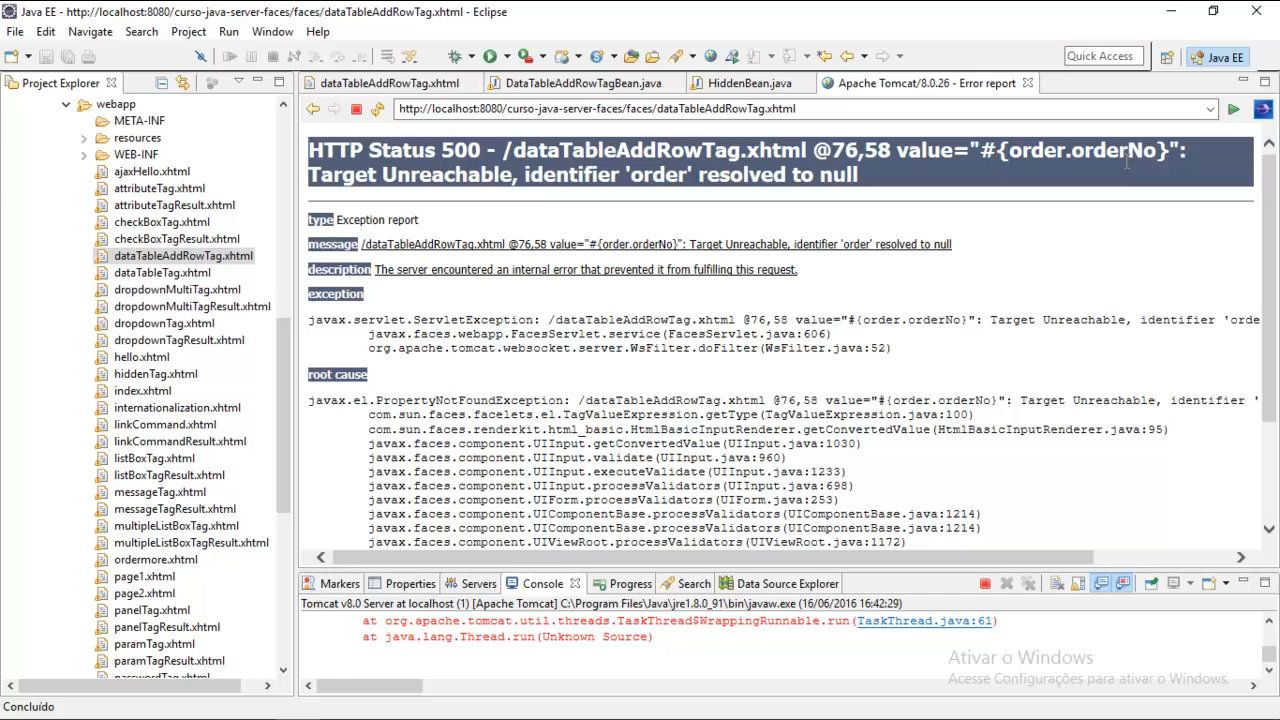 Java EE - http://localhost:8080/curso-java-server-faces/faces/dataTableAddRowTag.xhtml - Eclipse
File Edit Navigate Search Project Run Window Help
Quick Access
Java EE
Project Explorer
dataTableAddRowTag.xhtml
DataTableAddRowTagBean.java
HiddenBean.java
Apache Tomcat/8.0.26 - Error report
http://localhost:8080/curso-java-server-faces/faces/dataTableAddRowTag.xhtml
webapp
META-INF
resources
WEB-INF
ajaxHello.xhtml
attributeTag.xhtml
attributeTagResult.xhtml
checkBoxTag.xhtml
checkBoxTagResult.xhtml
dataTableAddRowTag.xhtml
dataTableTag.xhtml
dropdownMultiTag.xhtml
dropdownMultiTagResult.xhtml
dropdownTag.xhtml
dropdownTagResult.xhtml
hello.xhtml
hiddenTag.xhtml
index.xhtml
internationalization.xhtml
linkCommand.xhtml
linkCommandResult.xhtml
listBoxTag.xhtml
listBoxTagResult.xhtml
messageTag.xhtml
messageTagResult.xhtml
multipleListBoxTag.xhtml
multipleListBoxTagResult.xhtml
ordermore.xhtml
page1.xhtml
page2.xhtml
panelTag.xhtml
panelTagResult.xhtml
paramTag.xhtml
paramTagResult.xhtml
passwordTag.xhtml
HTTP Status 500 - /dataTableAddRowTag.xhtml @76,58 value="#{order.orderNo}":
Target Unreachable, identifier 'order' resolved to null
type Exception report
message /dataTableAddRowTag.xhtml @76,58 value="#{order.orderNo}": Target Unreachable, identifier 'order' resolved to null
description The server encountered an internal error that prevented it from fulfilling this request.
exception
javax.servlet.ServletException: /dataTableAddRowTag.xhtml @76,58 value="#{order.orderNo}": Target Unreachable, identifier 'orde
javax.faces.webapp.FacesServlet.service(FacesServlet.java:606)
org.apache.tomcat.websocket.server.WsFilter.doFilter(WsFilter.java:52)
root cause
javax.el.PropertyNotFoundException: /dataTableAddRowTag.xhtml @76,58 value="#{order.orderNo}": Target Unreachable, identifier '
com.sun.faces.facelets.el.TagValueExpression.getType(TagValueExpression.java:100)
com.sun.faces.renderkit.html_basic.HtmlBasicInputRenderer.getConvertedValue(HtmlBasicInputRenderer.java:95)
javax.faces.component.UIInput.getConvertedValue(UIInput.java:1030)
javax.faces.component.UIInput.validate(UIInput.java:960)
javax.faces.component.UIInput.executeValidate(UIInput.java:1233)
javax.faces.component.UIInput.processValidators(UIInput.java:698)
javax.faces.component.UIForm.processValidators(UIForm.java:253)
javax.faces.component.UIComponentBase.processValidators(UIComponentBase.java:1214)
javax.faces.component.UIComponentBase.processValidators(UIComponentBase.java:1214)
javax.faces.component.UIViewRoot.processValidators(UIViewRoot.java:1172)
Markers Properties Servers Console Progress Search Data Source Explorer
Tomcat v8.0 Server at localhost (1) [Apache Tomcat] C:\Program Files\Java\jre1.8.0_91\bin\javaw.exe (16/06/2016 16:42:29)
at org.apache.tomcat.util.threads.TaskThread$WrappingRunnable.run(TaskThread.java:61)
at java.lang.Thread.run(Unknown Source)
Ativar o Windows
Acesse Configurações para ativar o Windows.
Concluído